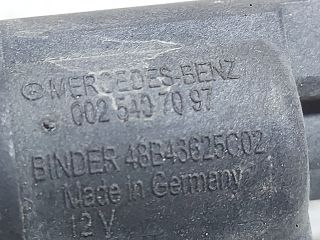 MERCEDES-BENZ
002 540 70 97
BINDER 48B43625C02
Made in Germany
12 V